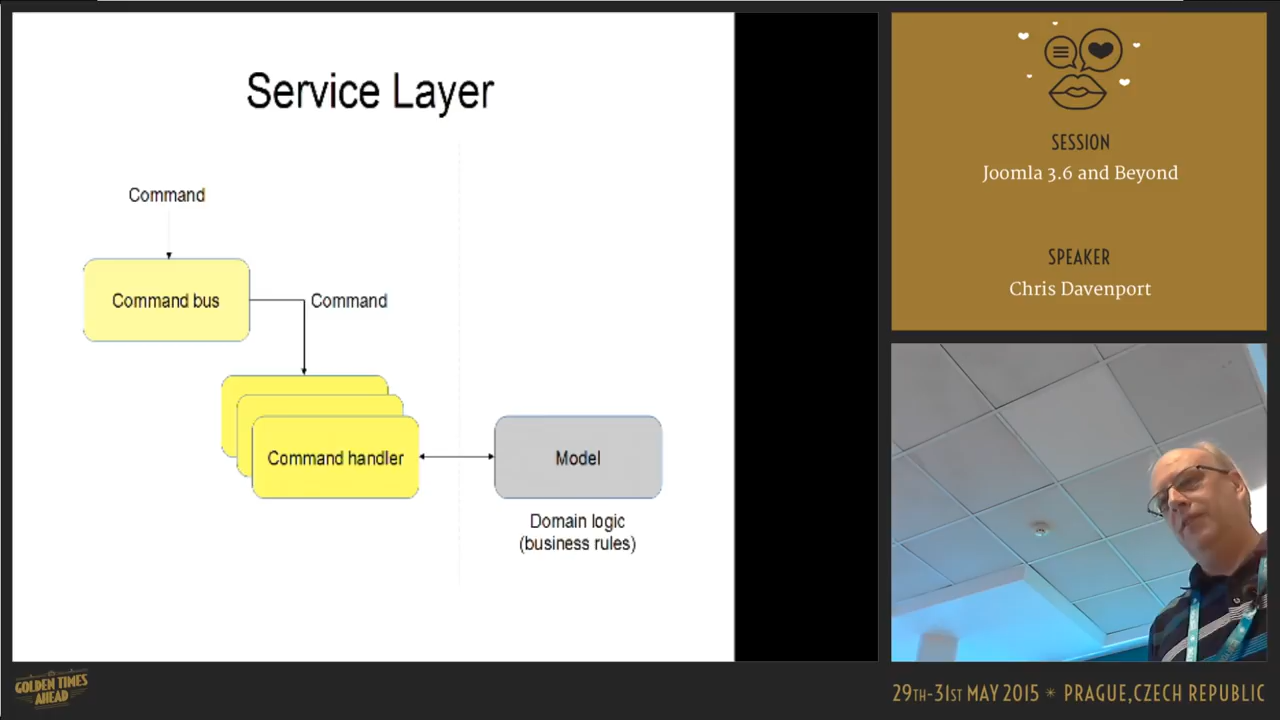 Service Layer
Command
Command bus
Command
Command handler
Model
Domain logic
(business rules)
SESSION
Joomla 3.6 and Beyond
SPEAKER
Chris Davenport
GOLDEN TIMES
AHEAD
29TH-31ST MAY 2015 * PRAGUE, CZECH REPUBLIC